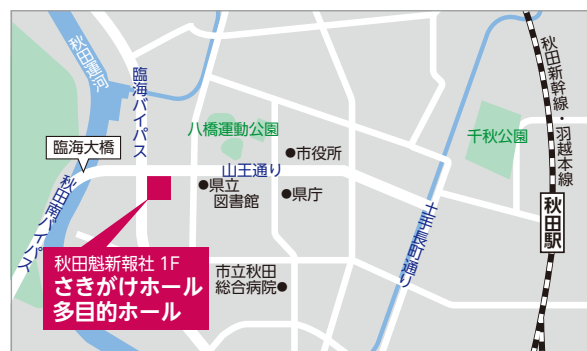 秋田運河
臨海バイパス
八橋運動公園
千秋公園
秋田新幹線・羽越本線
臨海大橋
●市役所
山王通り
●県立
図書館
●県庁
秋田駅
秋田南バイパス
土手長町通り
秋田魁新報社 1F
さきがけホール
多目的ホール
市立秋田
総合病院●